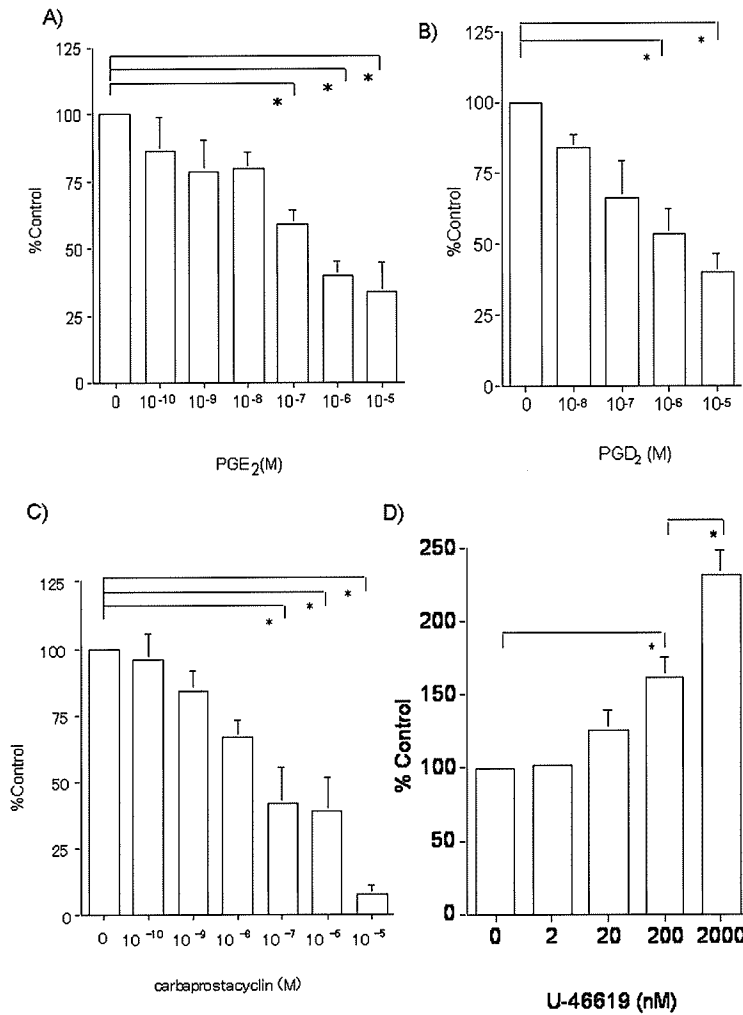 A)
125
100
75
50
25
0
%Control
* * *
0 10-10 10-9 10-8 10-7 10-6 10-5
PGE2(M)
B)
125
100
75
50
25
0
%Control
* *
0 10-8 10-7 10-6 10-5
PGD2 (M)
C)
125
100
75
50
25
0
%Control
* * *
0 10 -10 10 -9 10 -8 10 -7 10 -6 10 -5
carbaprostacyclin (M)
D)
250
200
150
100
50
0
% Control
* *
0 2 20 200 2000
U-46619 (nM)